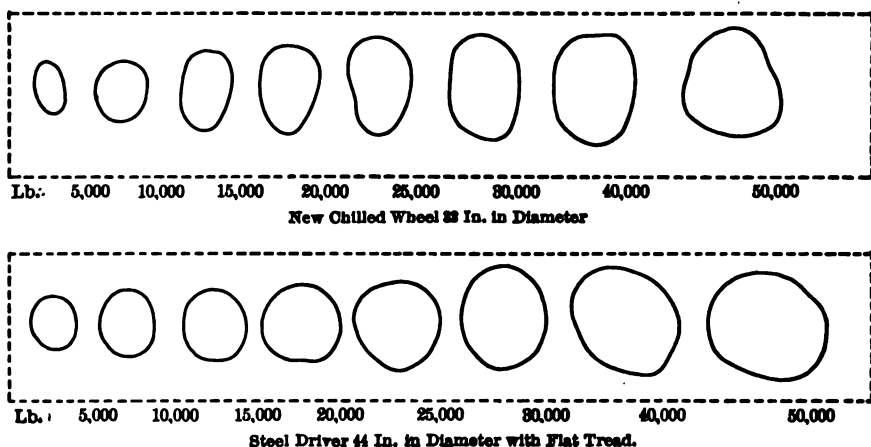 Lb. 5,000 10,000 15,000 20,000 25,000 30,000 40,000 50,000
New Chilled Wheel 33 In. in Diameter
Lb. 5,000 10,000 15,000 20,000 25,000 30,000 40,000 50,000
Steel Driver 44 In. in Diameter with Flat Tread.